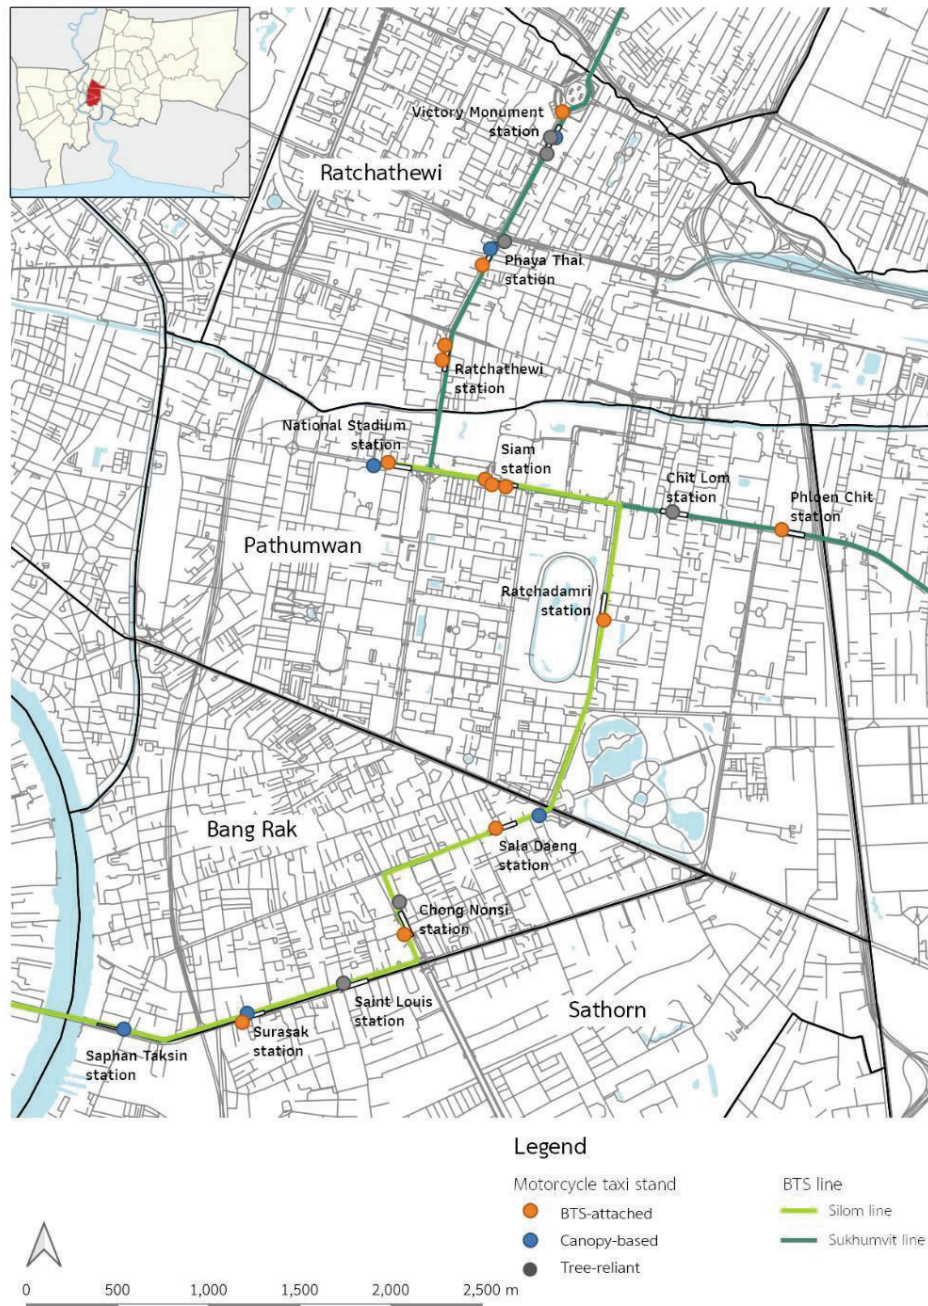 Victory Monument
station
Ratchathewi
Phaya Thai
station
Ratchathewi
station
National Stadium
station
Siam
station
Chit Lom
station
Phloen Chit
station
Pathumwan
Ratchadamri
station
Bang Rak
Sala Daeng
station
Chong Nonsi
station
Saint Louis
station
Sathorn
Surasak
station
Saphan Taksin
station
Legend
Motorcycle taxi stand
BTS-attached
Canopy-based
Tree-reliant
BTS line
Silom line
Sukhumvit line
0 500 1,000 1,500 2,000 2,500 m